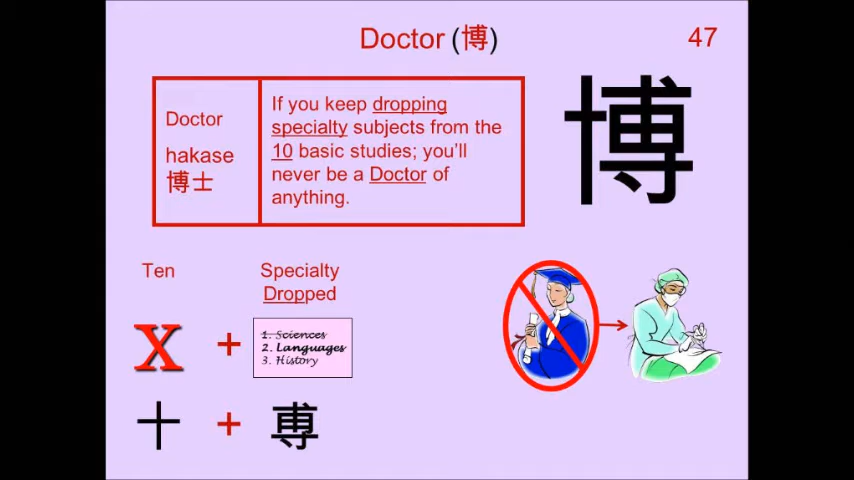 Doctor (博)
47
Doctor
hakase
博士
If you keep dropping
specialty subjects from the
10 basic studies; you'll
never be a Doctor of
anything.
博
Ten
Specialty
Dropped
X
+
1. Sciences
2. Languages
3. History
十 + 専